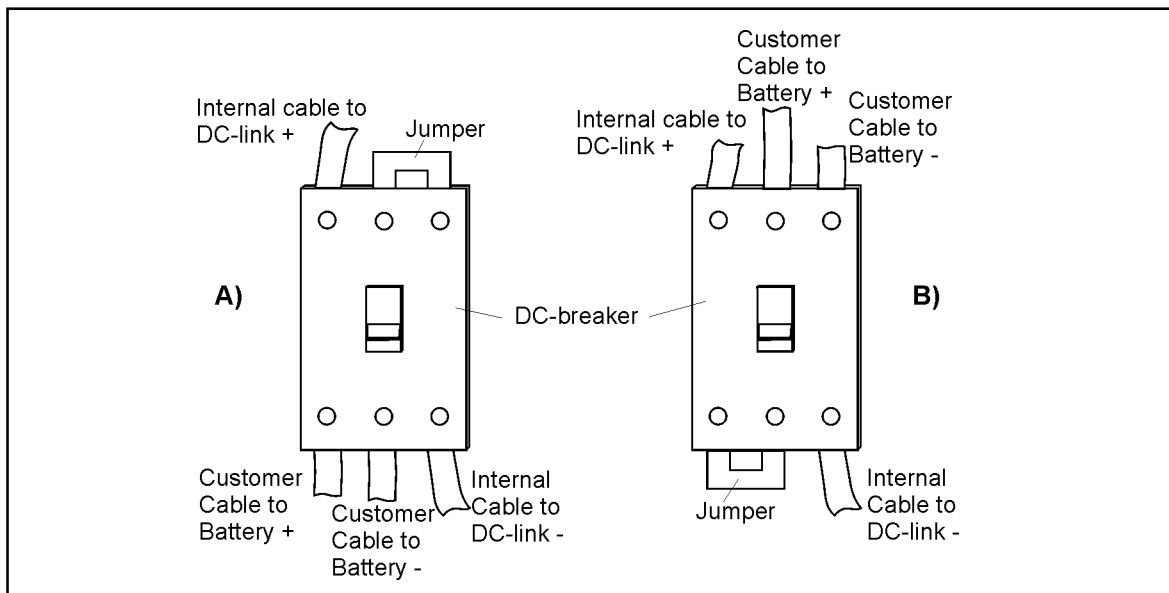 Internal cable to
DC-link +
Jumper
A)
Customer
Cable to
Battery +
Customer
Cable to
Battery -
Internal
Cable to
DC-link -
DC-breaker
Customer
Cable to
Battery +
Internal cable to
DC-link +
Customer
Cable to
Battery -
B)
Jumper
Internal
Cable to
DC-link -